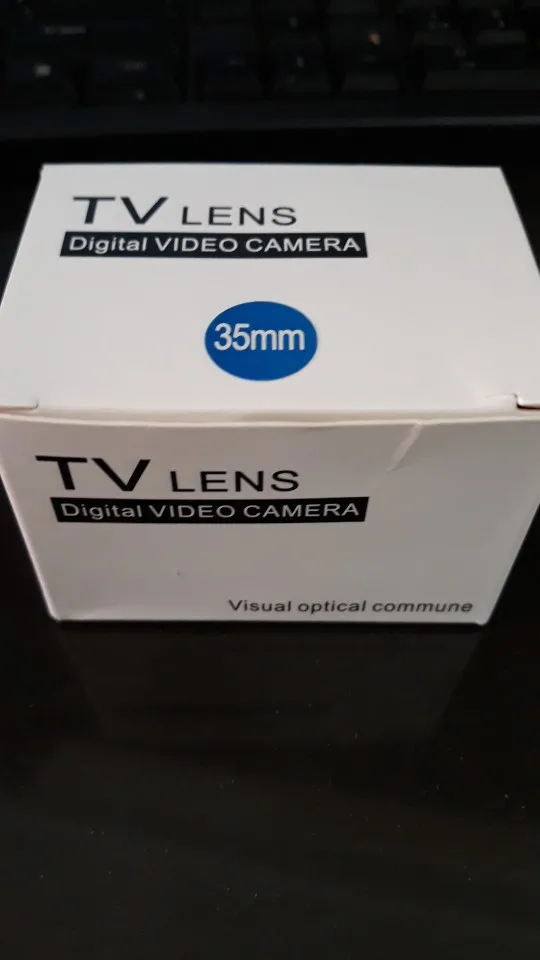 TV LENS
Digital VIDEO CAMERA
35mm
TV LENS
Digital VIDEO CAMERA
Visual optical commune